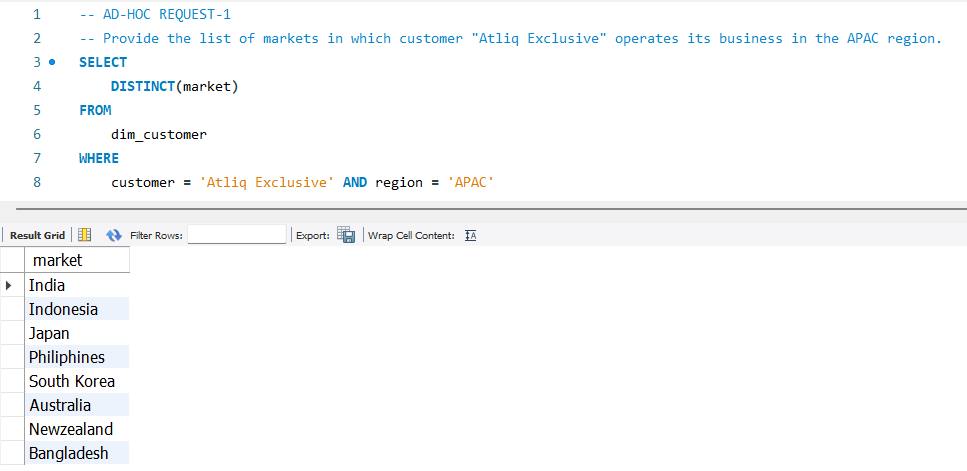 1 -- AD-HOC REQUEST-1
2 -- Provide the list of markets in which customer "Atliq Exclusive" operates its business in the APAC region.
3 SELECT
4 DISTINCT(market)
5 FROM
6 dim_customer
7 WHERE
8 customer = 'Atliq Exclusive' AND region = 'APAC'
Result Grid Filter Rows: Export: Wrap Cell Content: IA
market
India
Indonesia
Japan
Philiphines
South Korea
Australia
Newzealand
Bangladesh